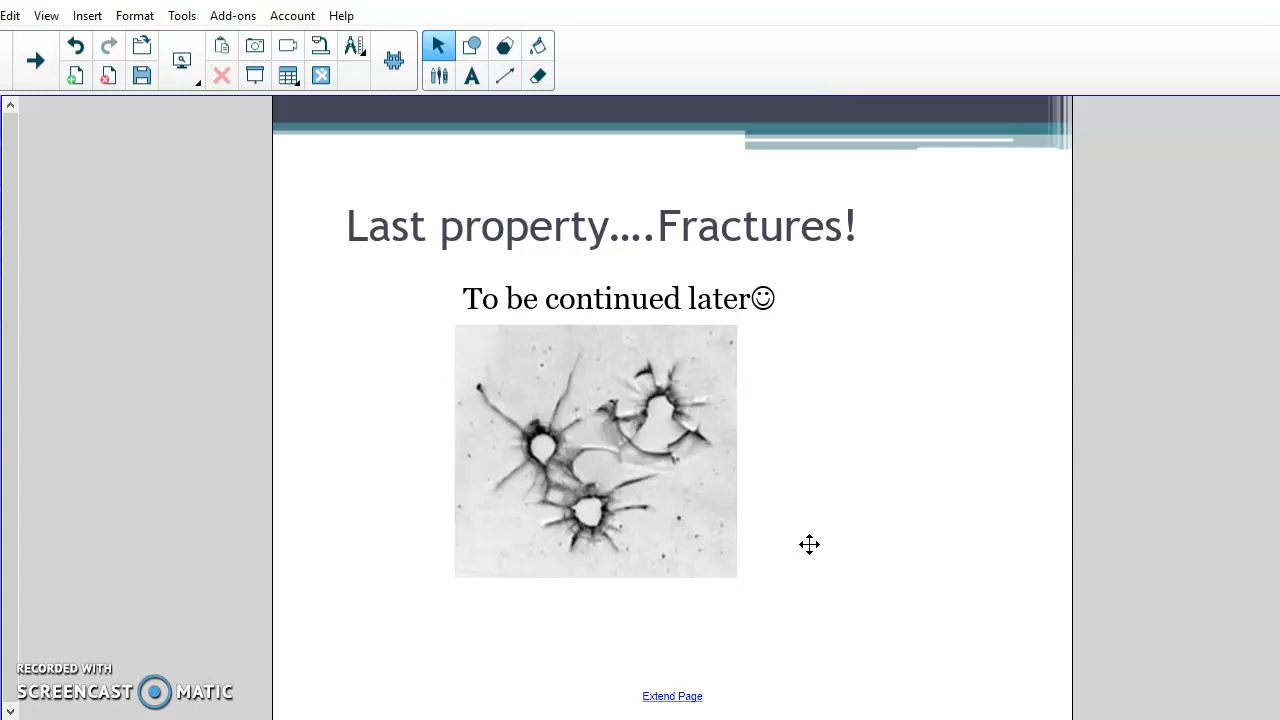 Edit View Insert Format Tools Add-ons Account Help
Last property....Fractures!
To be continued later☺
RECORDED WITH
SCREENCAST MATIC
Extend Page